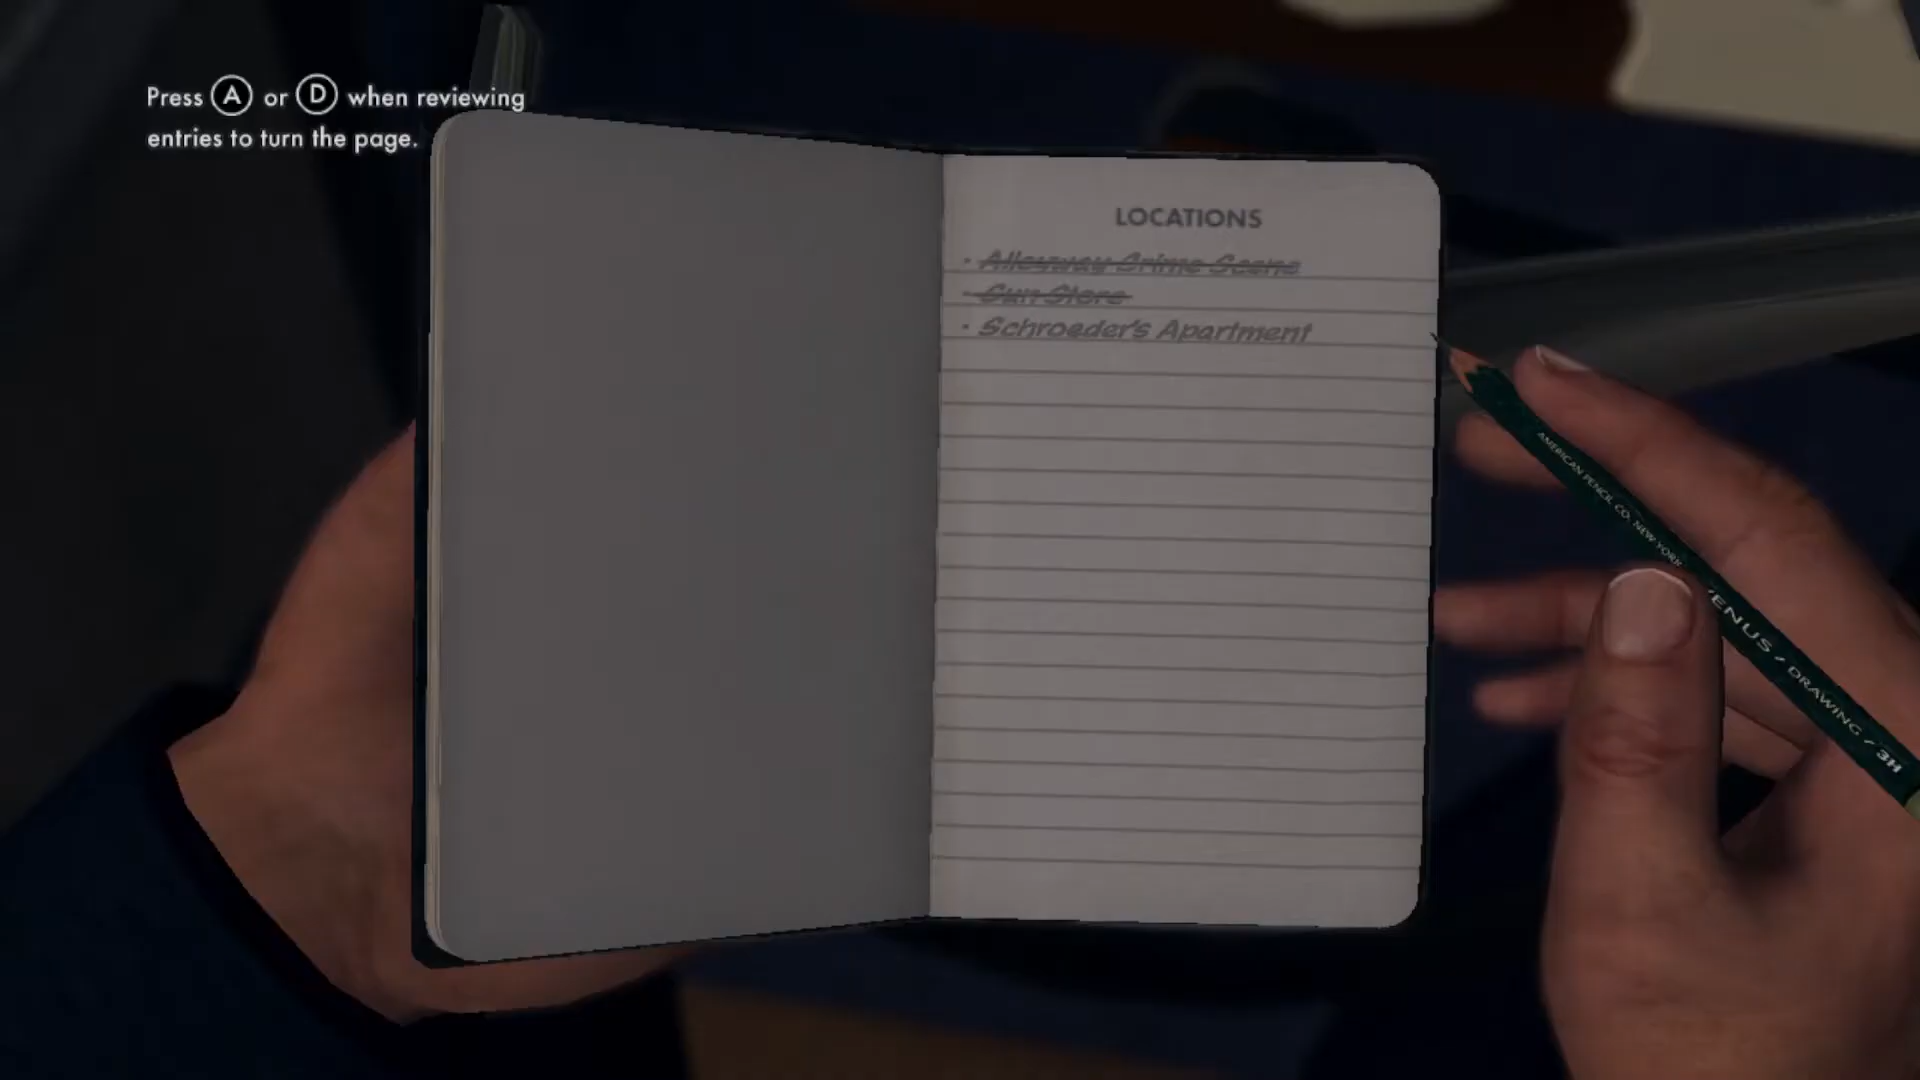 Press A or D when reviewing
entries to turn the page.
LOCATIONS
· Alleyway Crime Scene
· Gun Store
· Schroeder's Apartment
AMERICAN PENCIL CO. NEW YORK
VENUS / DRAWING / 3H